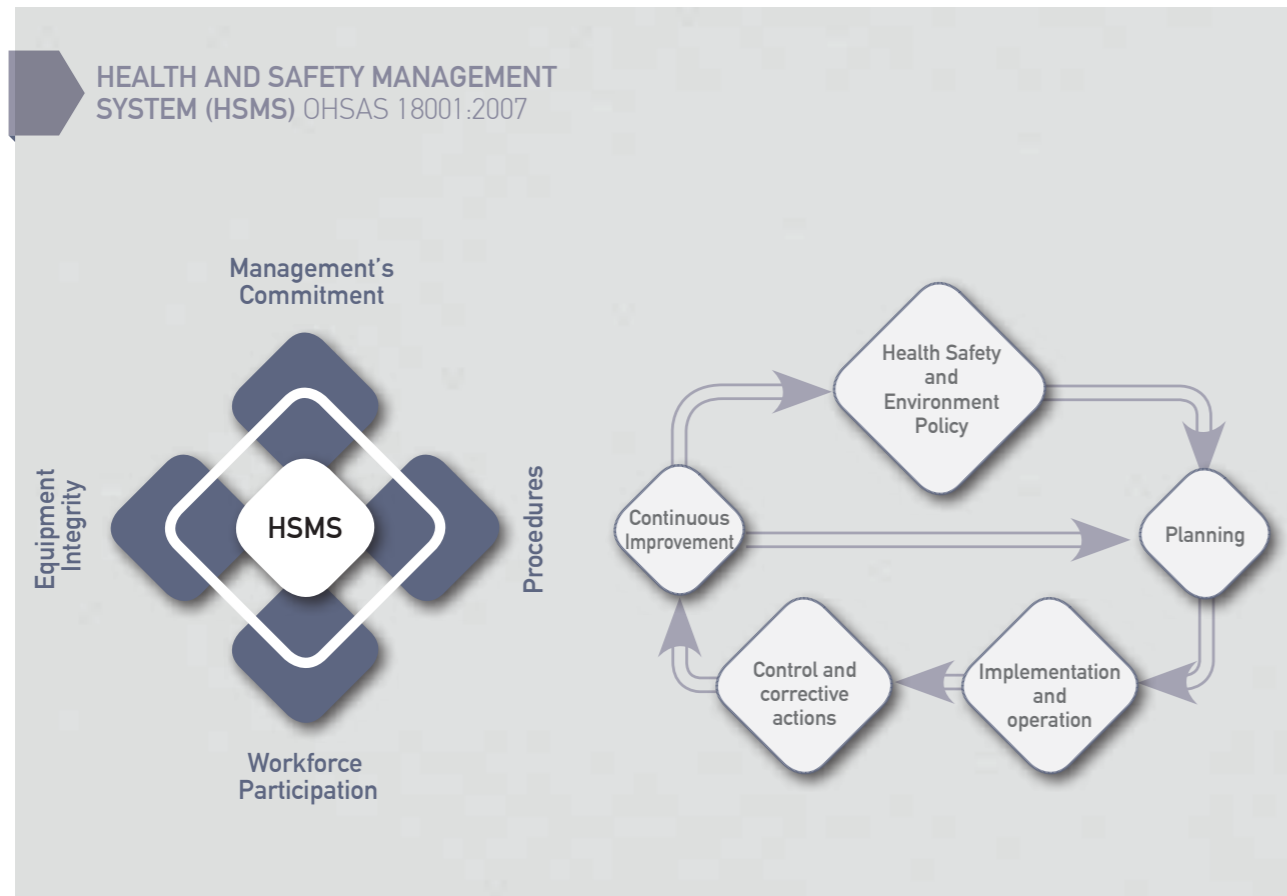 HEALTH AND SAFETY MANAGEMENT
SYSTEM (HSMS) OHSAS 18001:2007
Management's
Commitment
Equipment
Integrity
HSMS
Procedures
Workforce
Participation
Health Safety
and
Environment
Policy
Continuous
Improvement
Planning
Control and
corrective
actions
Implementation
and
operation